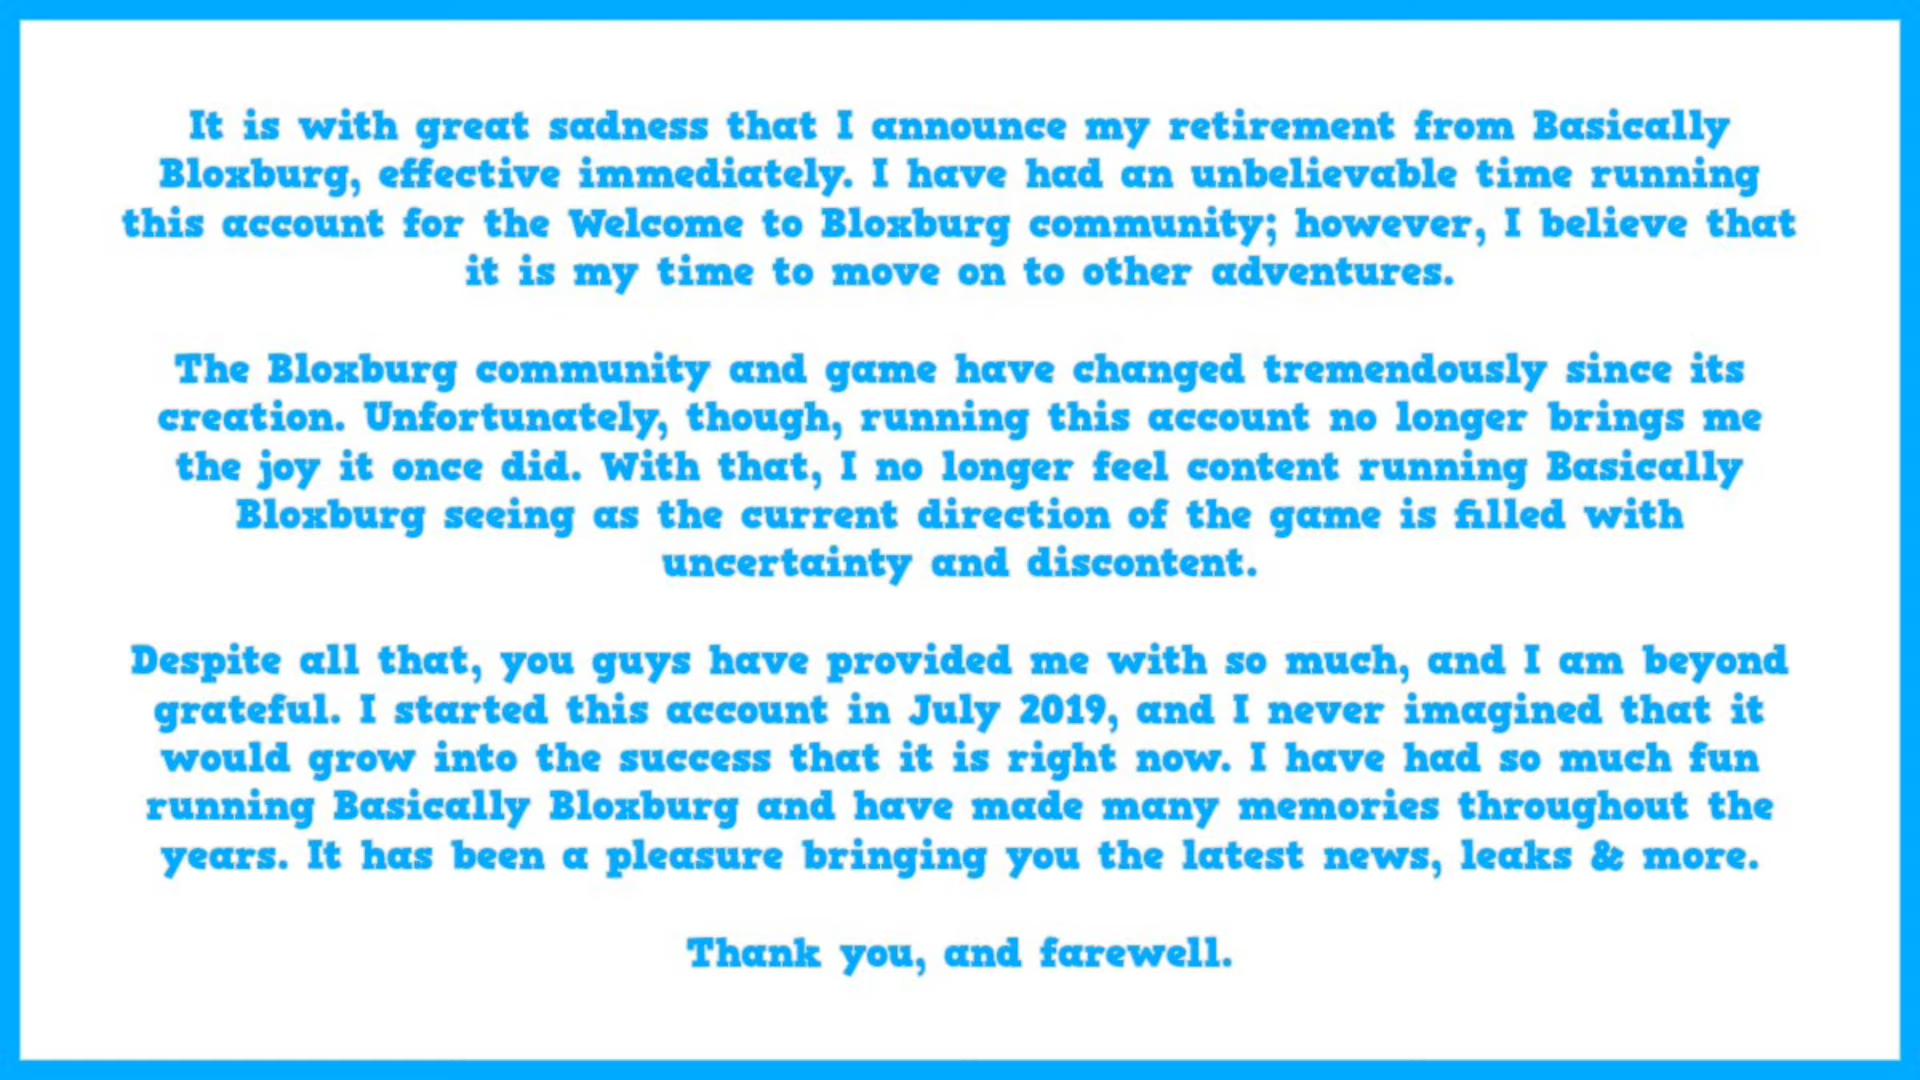 It is with great sadness that I announce my retirement from Basically
Bloxburg, effective immediately. I have had an unbelievable time running
this account for the Welcome to Bloxburg community; however, I believe that
it is my time to move on to other adventures.
The Bloxburg community and game have changed tremendously since its
creation. Unfortunately, though, running this account no longer brings me
the joy it once did. With that, I no longer feel content running Basically
Bloxburg seeing as the current direction of the game is filled with
uncertainty and discontent.
Despite all that, you guys have provided me with so much, and I am beyond
grateful. I started this account in July 2019, and I never imagined that it
would grow into the success that it is right now. I have had so much fun
running Basically Bloxburg and have made many memories throughout the
years. It has been a pleasure bringing you the latest news, leaks & more.
Thank you, and farewell.